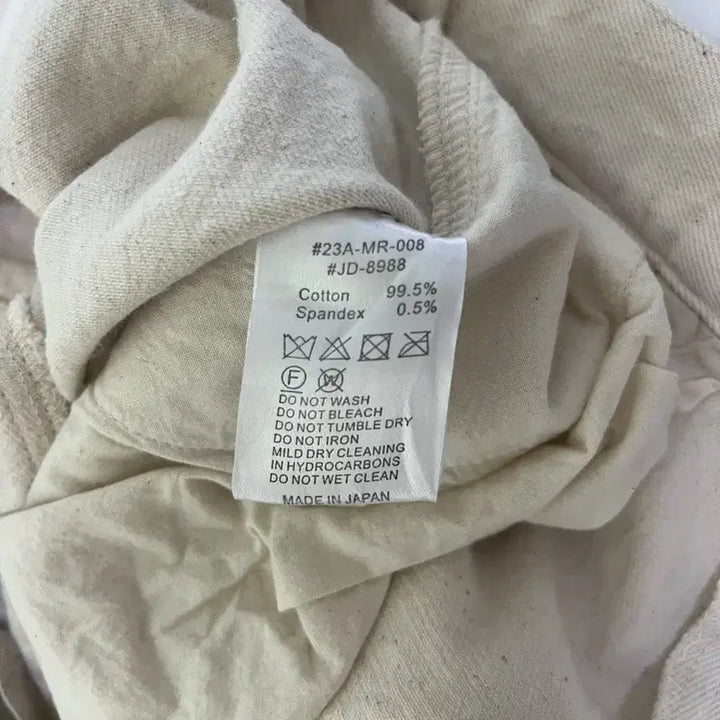 #23A-MR-008
#JD-8988
Cotton 99.5%
Spandex 0.5%
F W
DO NOT WASH
DO NOT BLEACH
DO NOT TUMBLE DRY
DO NOT IRON
MILD DRY CLEANING
IN HYDROCARBONS
DO NOT WET CLEAN
MADE IN JAPAN